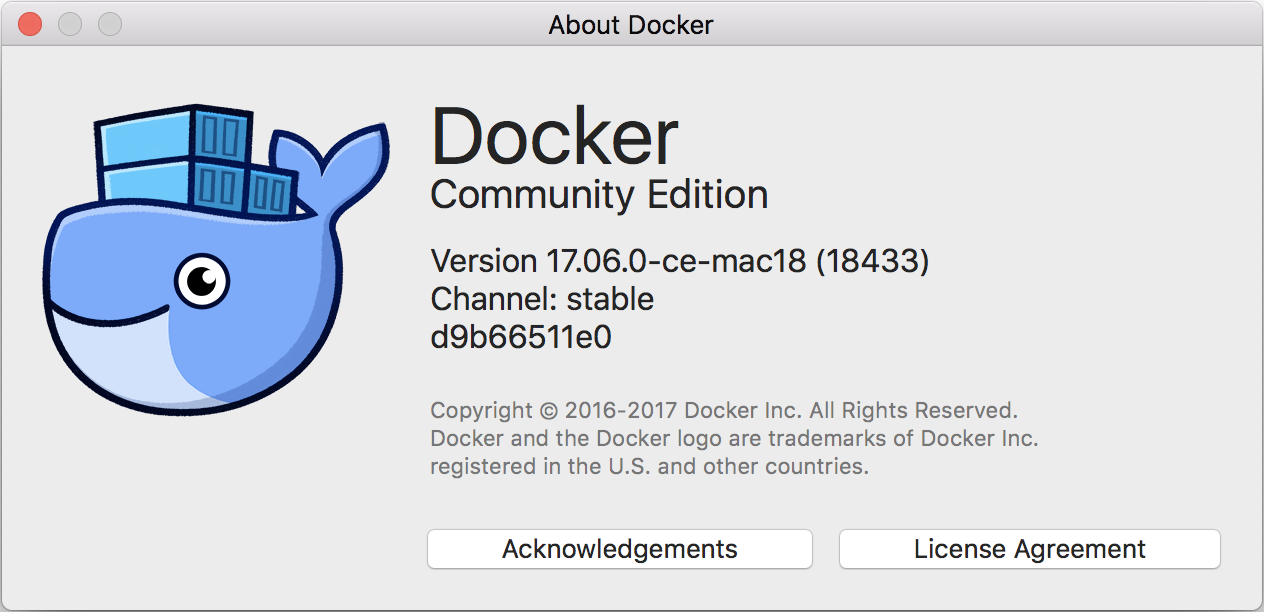 About Docker
Docker
Community Edition
Version 17.06.0-ce-mac18 (18433)
Channel: stable
d9b66511e0
Copyright © 2016-2017 Docker Inc. All Rights Reserved.
Docker and the Docker logo are trademarks of Docker Inc.
registered in the U.S. and other countries.
Acknowledgements
License Agreement